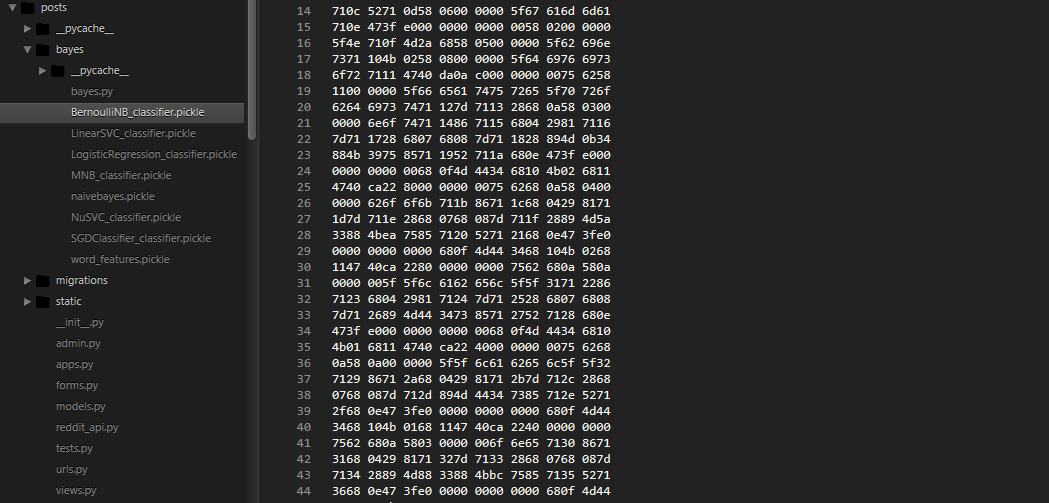 posts
__pycache__
bayes
__pycache__
bayes.py
BernoulliNB_classifier.pickle
LinearSVC_classifier.pickle
LogisticRegression_classifier.pickle
MNB_classifier.pickle
naivebayes.pickle
NuSVC_classifier.pickle
SGDClassifier_classifier.pickle
word_features.pickle
migrations
static
__init__.py
admin.py
apps.py
forms.py
models.py
reddit_api.py
tests.py
urls.py
views.py
14 710c 5271 0d58 0600 0000 5f67 616d 6d61
15 710e 473f e000 0000 0000 0058 0200 0000
16 5f4e 710f 4d2a 6858 0500 0000 5f62 696e
17 7371 104b 0258 0800 0000 5f64 6976 6973
18 6f72 7111 4740 da0a c000 0000 0075 6258
19 1100 0000 5f66 6561 7475 7265 5f70 726f
20 6264 6973 7471 127d 7113 2868 0a58 0300
21 0000 6e6f 7471 1486 7115 6804 2981 7116
22 7d71 1728 6807 6808 7d71 1828 894d 0b34
23 884b 3975 8571 1952 711a 680e 473f e000
24 0000 0000 0068 0f4d 4434 6810 4b02 6811
25 4740 ca22 8000 0000 0075 6268 0a58 0400
26 0000 626f 6f6b 711b 8671 1c68 0429 8171
27 1d7d 711e 2868 0768 087d 711f 2889 4d5a
28 3388 4bea 7585 7120 5271 2168 0e47 3fe0
29 0000 0000 0000 680f 4d44 3468 104b 0268
30 1147 40ca 2280 0000 0000 7562 680a 580a
31 0000 005f 5f6c 6162 656c 5f5f 3171 2286
32 7123 6804 2981 7124 7d71 2528 6807 6808
33 7d71 2689 4d44 3473 8571 2752 7128 680e
34 473f e000 0000 0000 0068 0f4d 4434 6810
35 4b01 6811 4740 ca22 4000 0000 0075 6268
36 0a58 0a00 0000 5f5f 6c61 6265 6c5f 5f32
37 7129 8671 2a68 0429 8171 2b7d 712c 2868
38 0768 087d 712d 894d 4434 7385 712e 5271
39 2f68 0e47 3fe0 0000 0000 0000 680f 4d44
40 3468 104b 0168 1147 40ca 2240 0000 0000
41 7562 680a 5803 0000 006f 6e65 7130 8671
42 3168 0429 8171 327d 7133 2868 0768 087d
43 7134 2889 4d88 3388 4bbc 7585 7135 5271
44 3668 0e47 3fe0 0000 0000 0000 680f 4d44